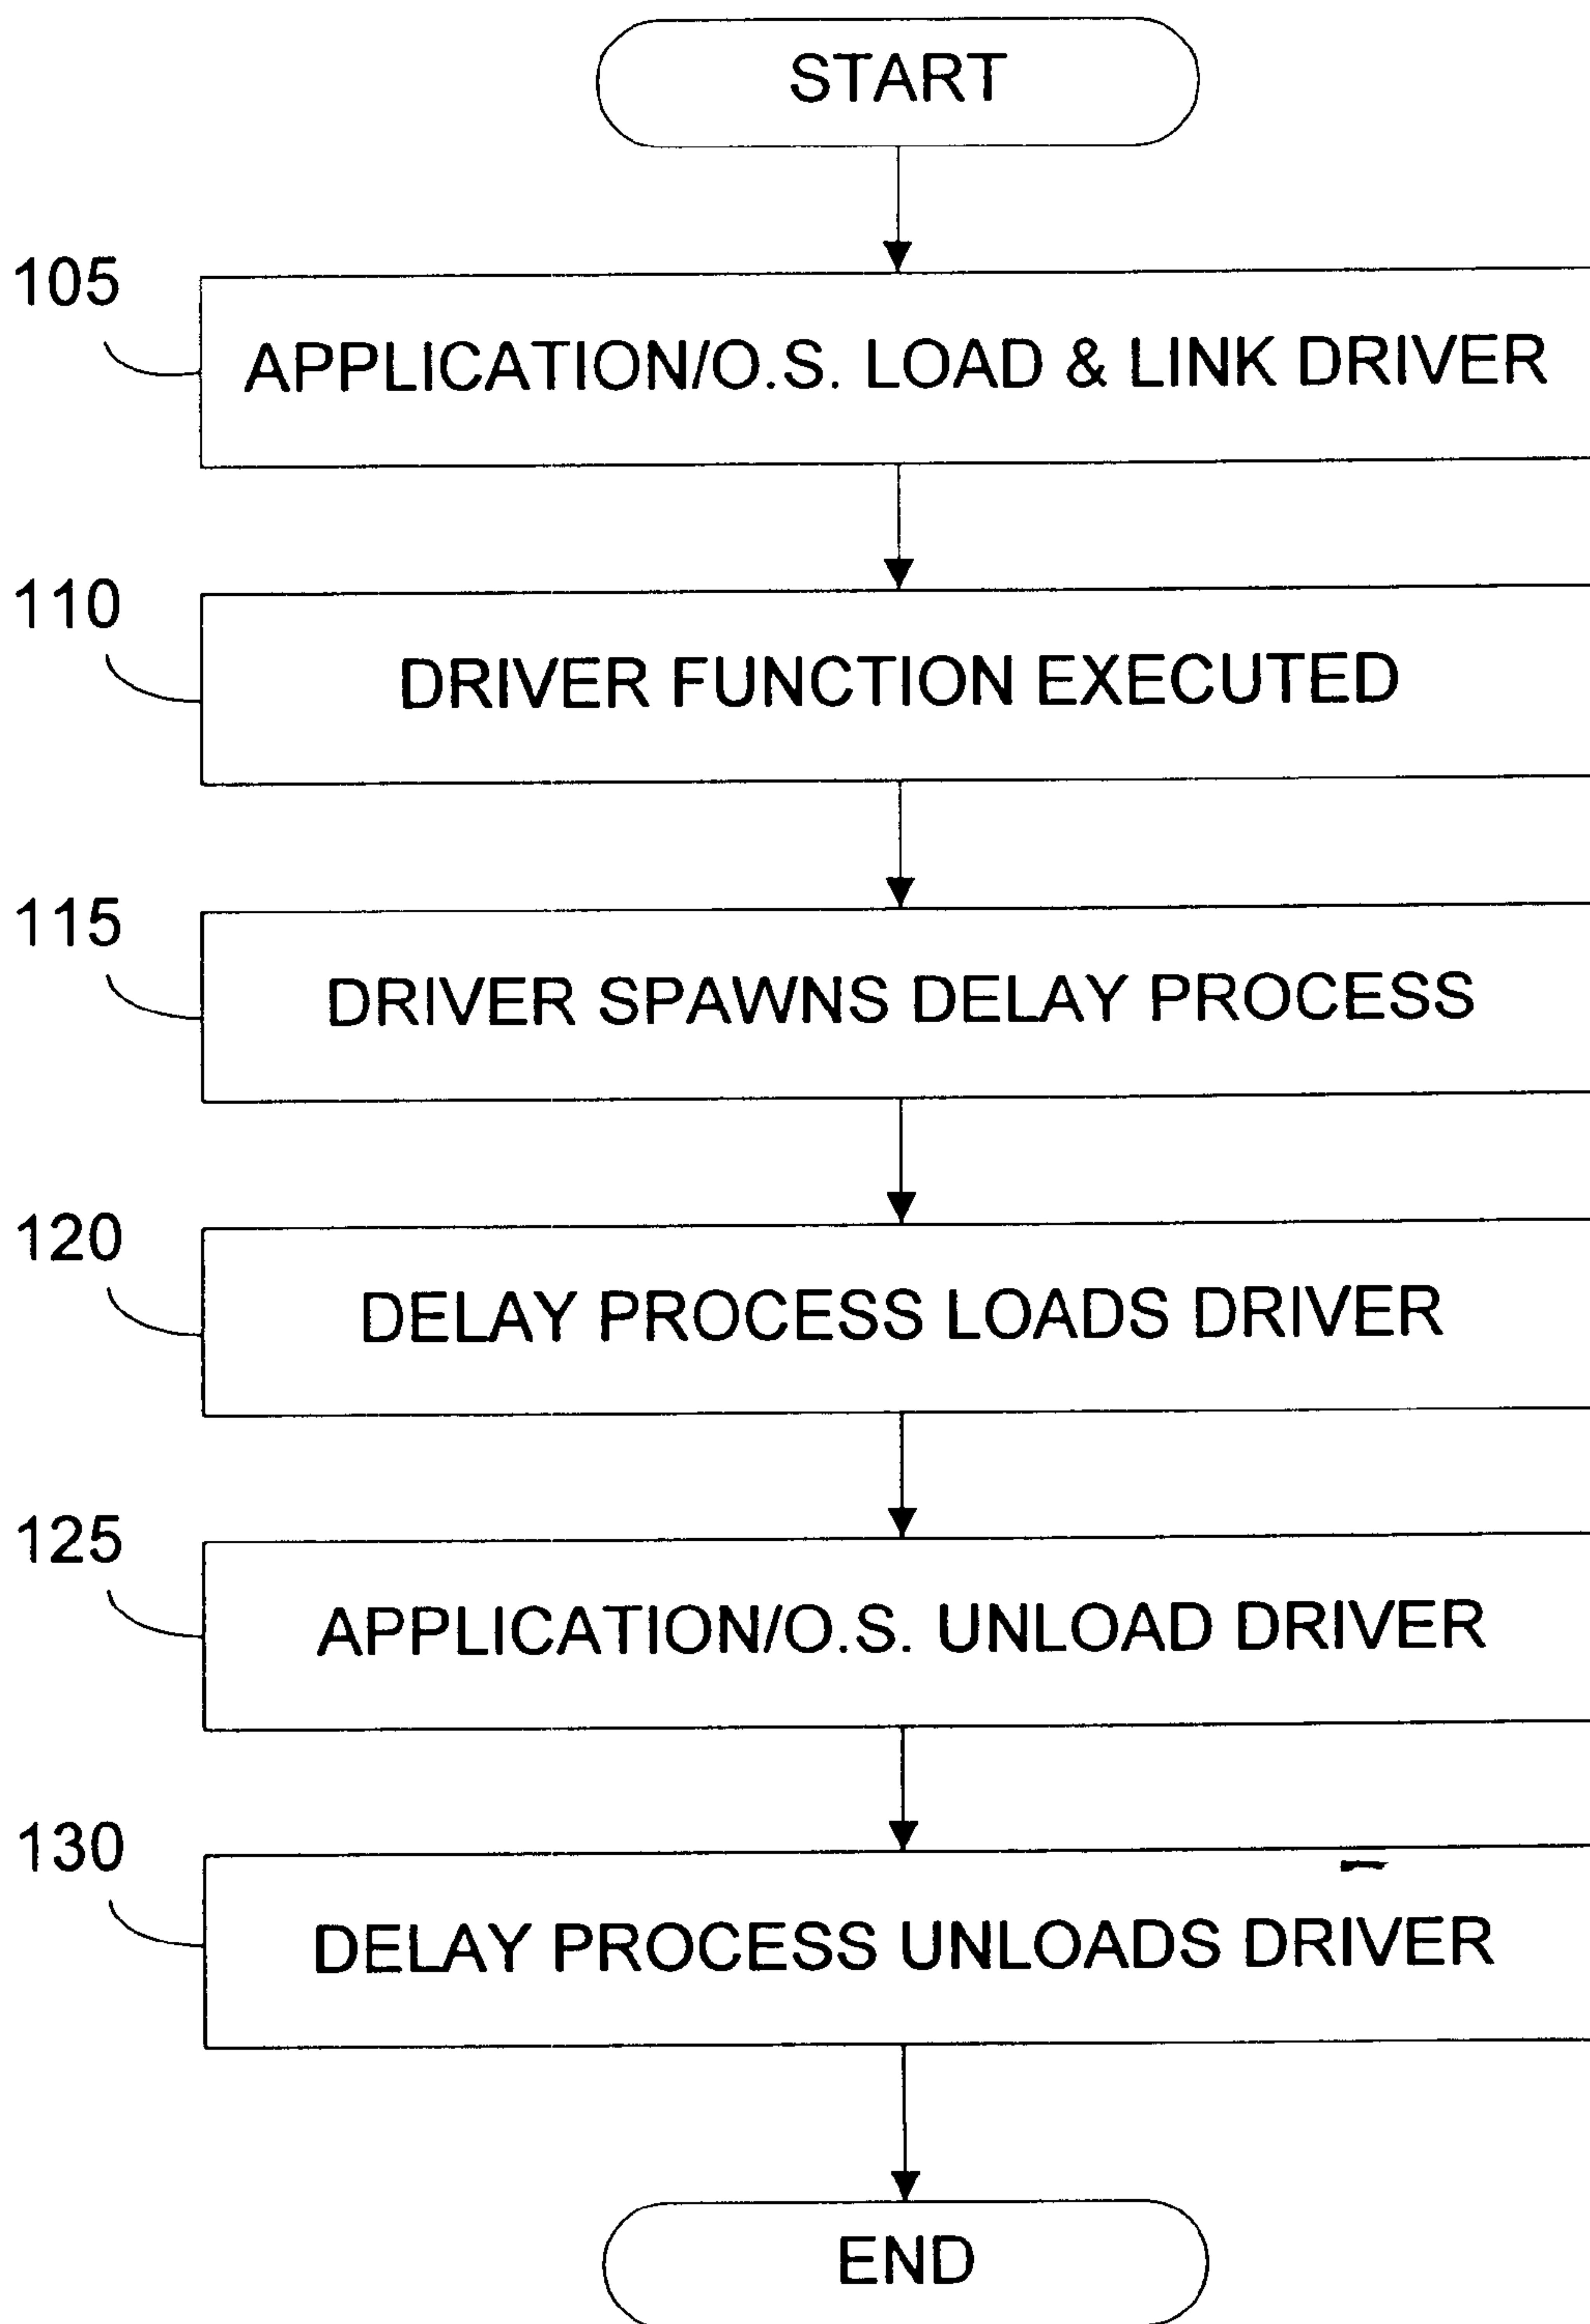 START
105
APPLICATION/O.S. LOAD & LINK DRIVER
110
DRIVER FUNCTION EXECUTED
115
DRIVER SPAWNS DELAY PROCESS
120
DELAY PROCESS LOADS DRIVER
125
APPLICATION/O.S. UNLOAD DRIVER
130
DELAY PROCESS UNLOADS DRIVER
END